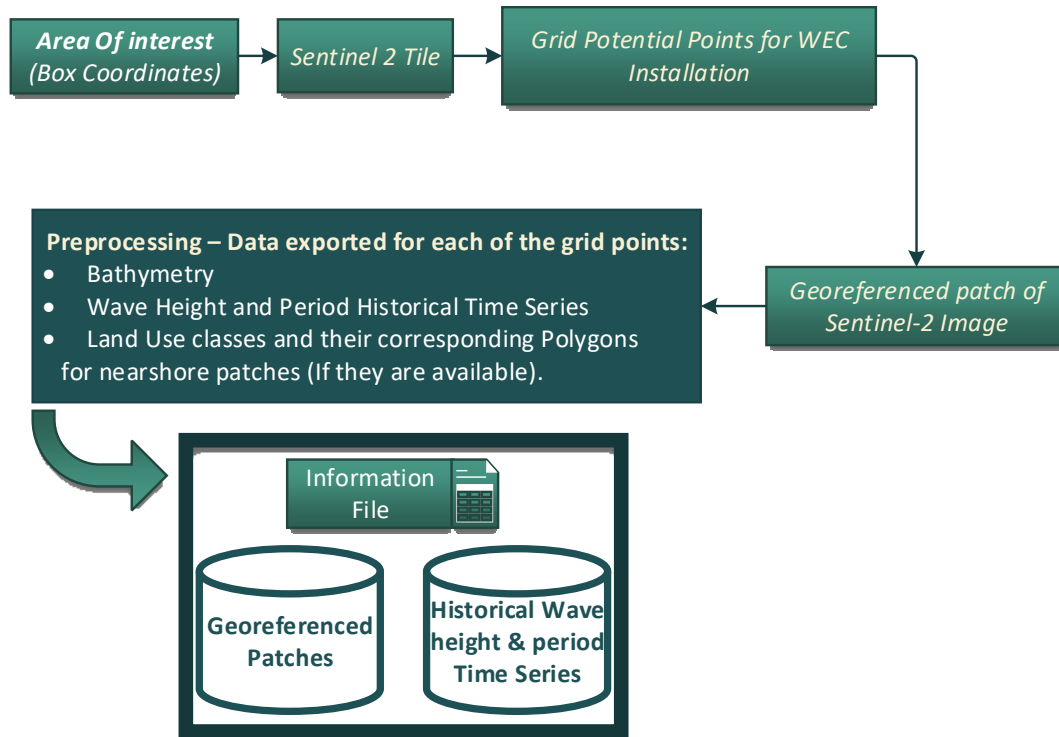 Area Of interest
(Box Coordinates)
Sentinel 2 Tile
Grid Potential Points for WEC
Installation
Georeferenced patch of
Sentinel-2 Image
Preprocessing – Data exported for each of the grid points:
• Bathymetry
• Wave Height and Period Historical Time Series
• Land Use classes and their corresponding Polygons
for nearshore patches (If they are available).
Information
File
Georeferenced
Patches
Historical Wave
height & period
Time Series